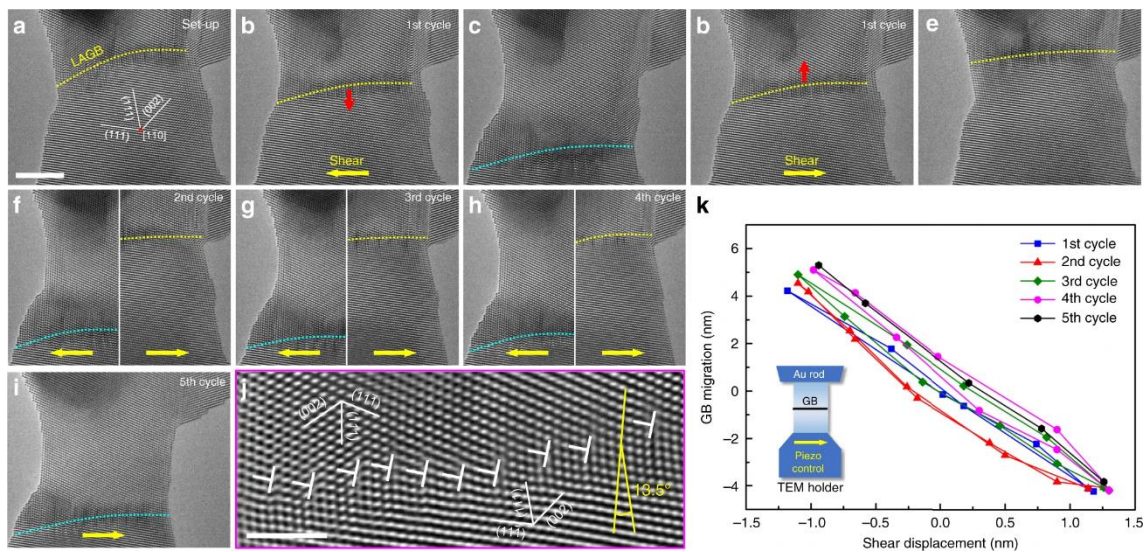 a Set-up
LAGB
(111)
(002)
(111)
[110]
b 1st cycle
Shear
c
b 1st cycle
Shear
e
f 2nd cycle
g 3rd cycle
h 4th cycle
i 5th cycle
j
(002)
(111)
(111)
(111)
(111)
(002)
13.5°
k
GB migration (nm)
6
4
2
0
−2
−4
1st cycle
2nd cycle
3rd cycle
4th cycle
5th cycle
Au rod
GB
Piezo
control
TEM holder
−1.5 −1.0 −0.5 0.0 0.5 1.0 1.5
Shear displacement (nm)